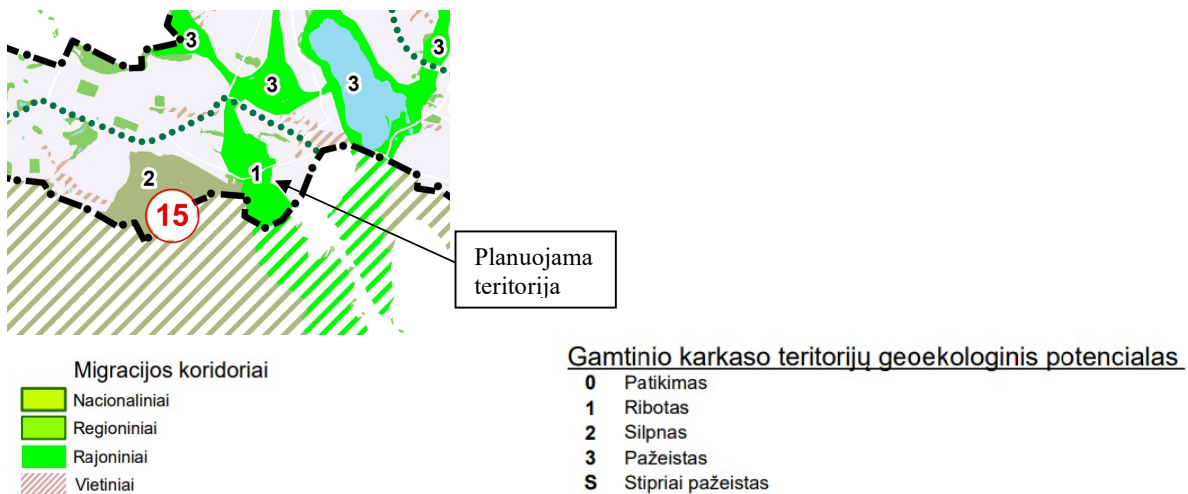 3
3
3
3
1
2
15
Planuojama
teritorija
Migracijos koridoriai
Nacionaliniai
Regioniniai
Rajoniniai
Vietiniai
Gamtinio karkaso teritorijų geoekologinis potencialas
0 Patikimas
1 Ribotas
2 Silpnas
3 Pažeistas
S Stipriai pažeistas